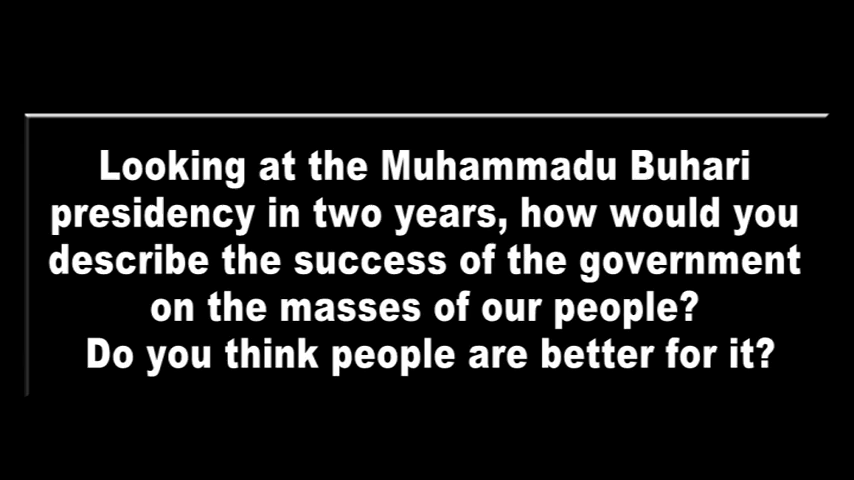 Looking at the Muhammadu Buhari
presidency in two years, how would you
describe the success of the government
on the masses of our people?
Do you think people are better for it?